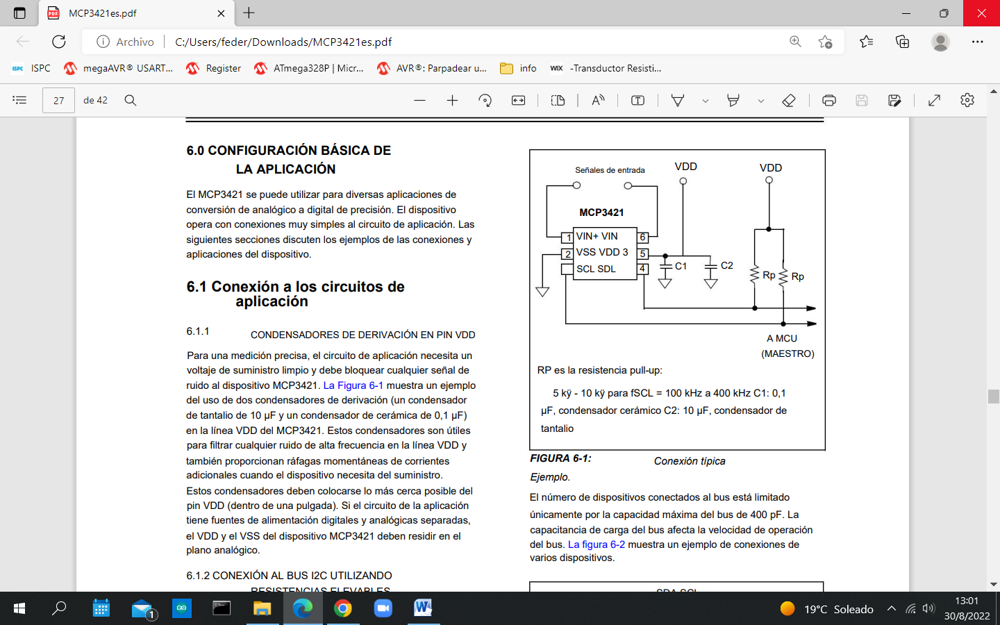 MCP3421es.pdf
Archivo
C:/Users/feder/Downloads/MCP3421es.pdf
ISPC
megaAVR® USART...
Register
ATmega328P | Micr...
AVR®: Parpadear u...
info
WIX
-Transductor Resisti...
27
de 42
6.0 CONFIGURACIÓN BÁSICA DE
LA APLICACIÓN
El MCP3421 se puede utilizar para diversas aplicaciones de
conversión de analógico a digital de precisión. El dispositivo
opera con conexiones muy simples al circuito de aplicación. Las
siguientes secciones discuten los ejemplos de las conexiones y
aplicaciones del dispositivo.
6.1 Conexión a los circuitos de
aplicación
6.1.1
CONDENSADORES DE DERIVACIÓN EN PIN VDD
Para una medición precisa, el circuito de aplicación necesita un
voltaje de suministro limpio y debe bloquear cualquier señal de
ruido al dispositivo MCP3421. La Figura 6-1 muestra un ejemplo
del uso de dos condensadores de derivación (un condensador
de tantalio de 10 µF y un condensador de cerámica de 0,1 µF)
en la línea VDD del MCP3421. Estos condensadores son útiles
para filtrar cualquier ruido de alta frecuencia en la línea VDD y
también proporcionan ráfagas momentáneas de corrientes
adicionales cuando el dispositivo necesita del suministro.
Estos condensadores deben colocarse lo más cerca posible del
pin VDD (dentro de una pulgada). Si el circuito de la aplicación
tiene fuentes de alimentación digitales y analógicas separadas,
el VDD y el VSS del dispositivo MCP3421 deben residir en el
plano analógico.
6.1.2 CONEXIÓN AL BUS I2C UTILIZANDO
RESISTENCIAS ELEVABLES
Señales de entrada
VDD
VDD
MCP3421
1
VIN+ VIN
6
2
VSS VDD 3
5
SCL SDL
4
C1
C2
Rp
Rp
A MCU
(MAESTRO)
RP es la resistencia pull-up:
5 kÿ - 10 kÿ para fSCL = 100 kHz a 400 kHz C1: 0,1
µF, condensador cerámico C2: 10 µF, condensador de
tantalio
FIGURA 6-1:
Conexión típica
Ejemplo.
El número de dispositivos conectados al bus está limitado
únicamente por la capacidad máxima del bus de 400 pF. La
capacitancia de carga del bus afecta la velocidad de operación
del bus. La figura 6-2 muestra un ejemplo de conexiones de
varios dispositivos.
SDA SCL
1
19°C Soleado
13:01
30/8/2022